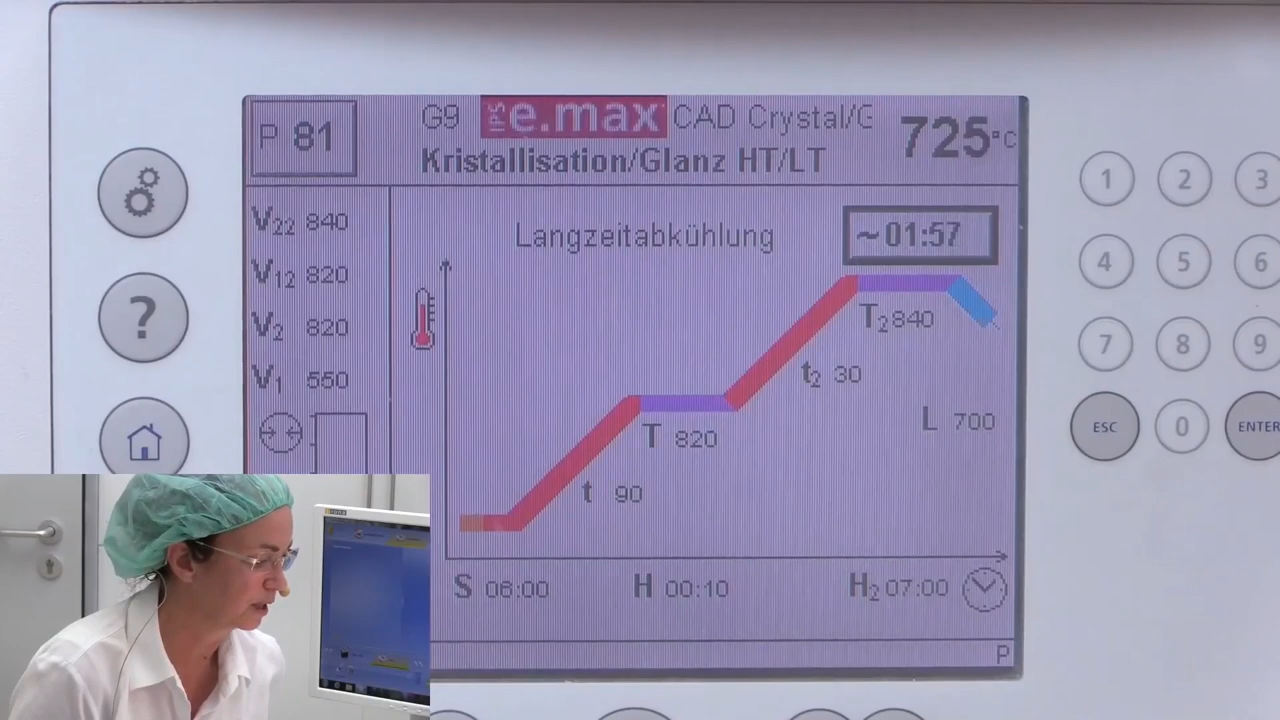 P 81
G9 IPS e.max CAD Crystal/G
Kristallisation/Glanz HT/LT
725°C
V22 840
V12 820
V2 820
V1 550
Langzeitabkühlung
~01:57
T2 840
t2 30
L 700
T 820
t 90
S 06:00
H 00:10
H2 07:00
P
?
1 2 3
4 5 6
7 8 9
ESC 0 ENTER